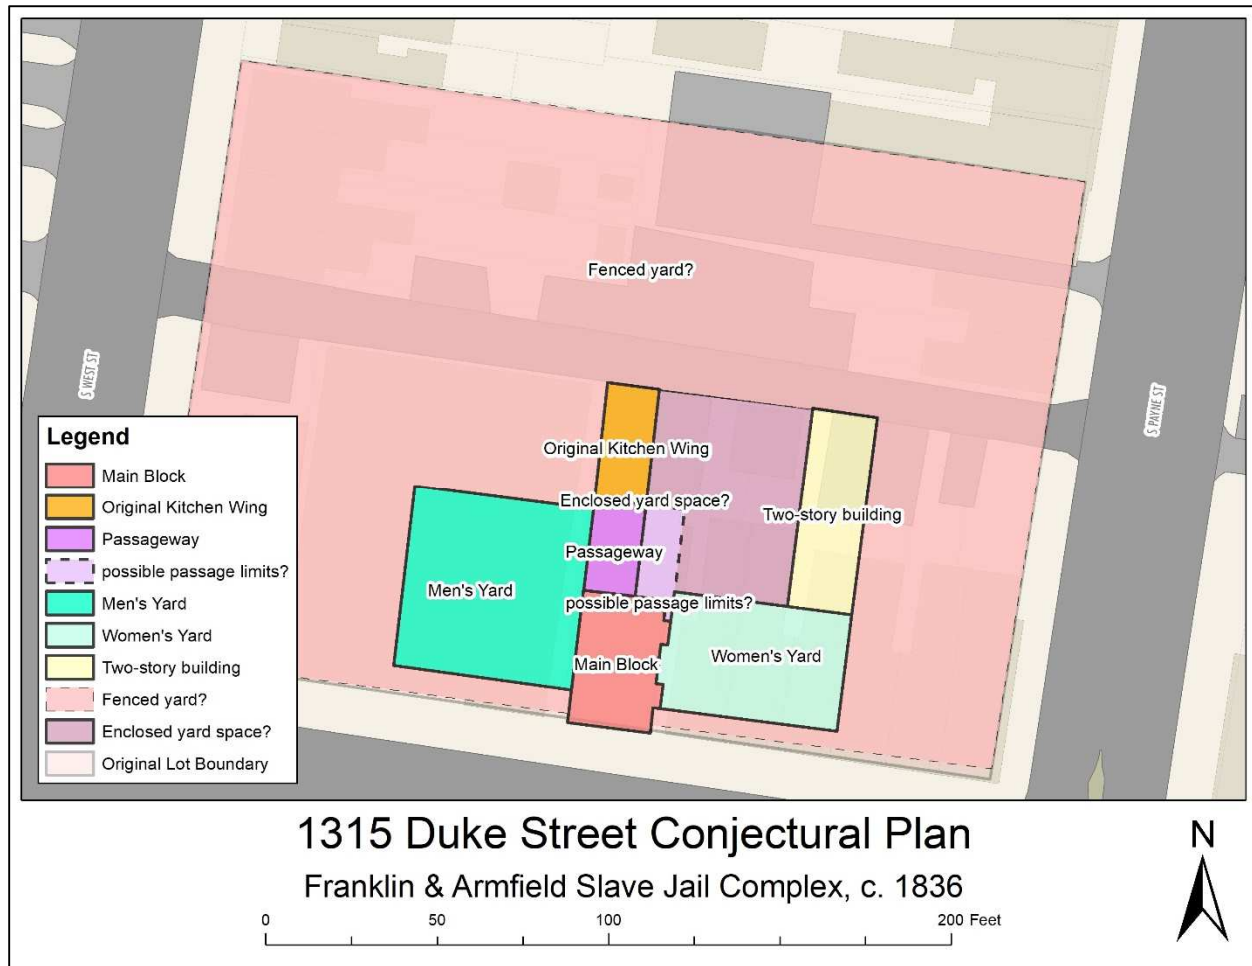 Fenced yard?
S WEST ST
S PAYNE ST
Original Kitchen Wing
Enclosed yard space?
Two-story building
Passageway
Men's Yard
possible passage limits?
Main Block
Women's Yard
Legend
Main Block
Original Kitchen Wing
Passageway
possible passage limits?
Men's Yard
Women's Yard
Two-story building
Fenced yard?
Enclosed yard space?
Original Lot Boundary
1315 Duke Street Conjectural Plan
Franklin & Armfield Slave Jail Complex, c. 1836
0 50 100 200 Feet
N